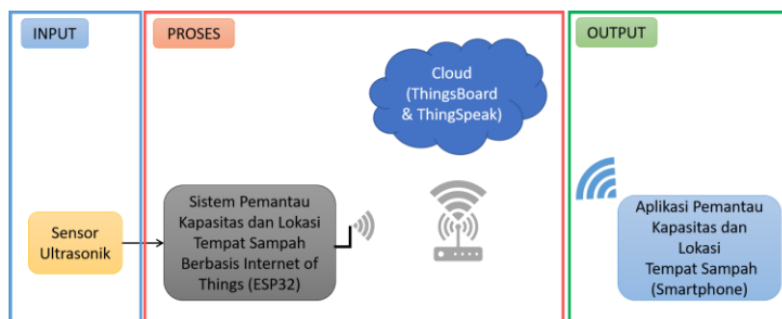 INPUT
PROSES
OUTPUT
Cloud
(ThingsBoard
& ThingSpeak)
Sensor
Ultrasonik
Sistem Pemantau
Kapasitas dan Lokasi
Tempat Sampah
Berbasis Internet of
Things (ESP32)
Aplikasi Pemantau
Kapasitas dan
Lokasi
Tempat Sampah
(Smartphone)